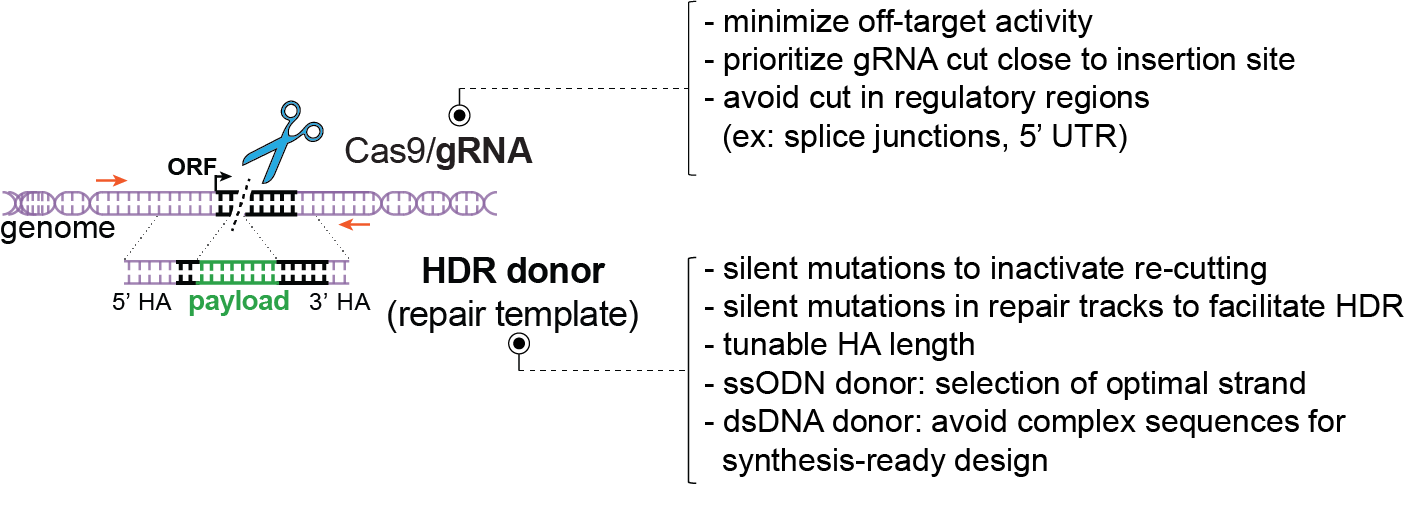 - minimize off-target activity
- prioritize gRNA cut close to insertion site
- avoid cut in regulatory regions
(ex: splice junctions, 5’ UTR)
Cas9/gRNA
ORF
genome
5’ HA
payload
3’ HA
HDR donor
(repair template)
- silent mutations to inactivate re-cutting
- silent mutations in repair tracks to facilitate HDR
- tunable HA length
- ssODN donor: selection of optimal strand
- dsDNA donor: avoid complex sequences for
synthesis-ready design